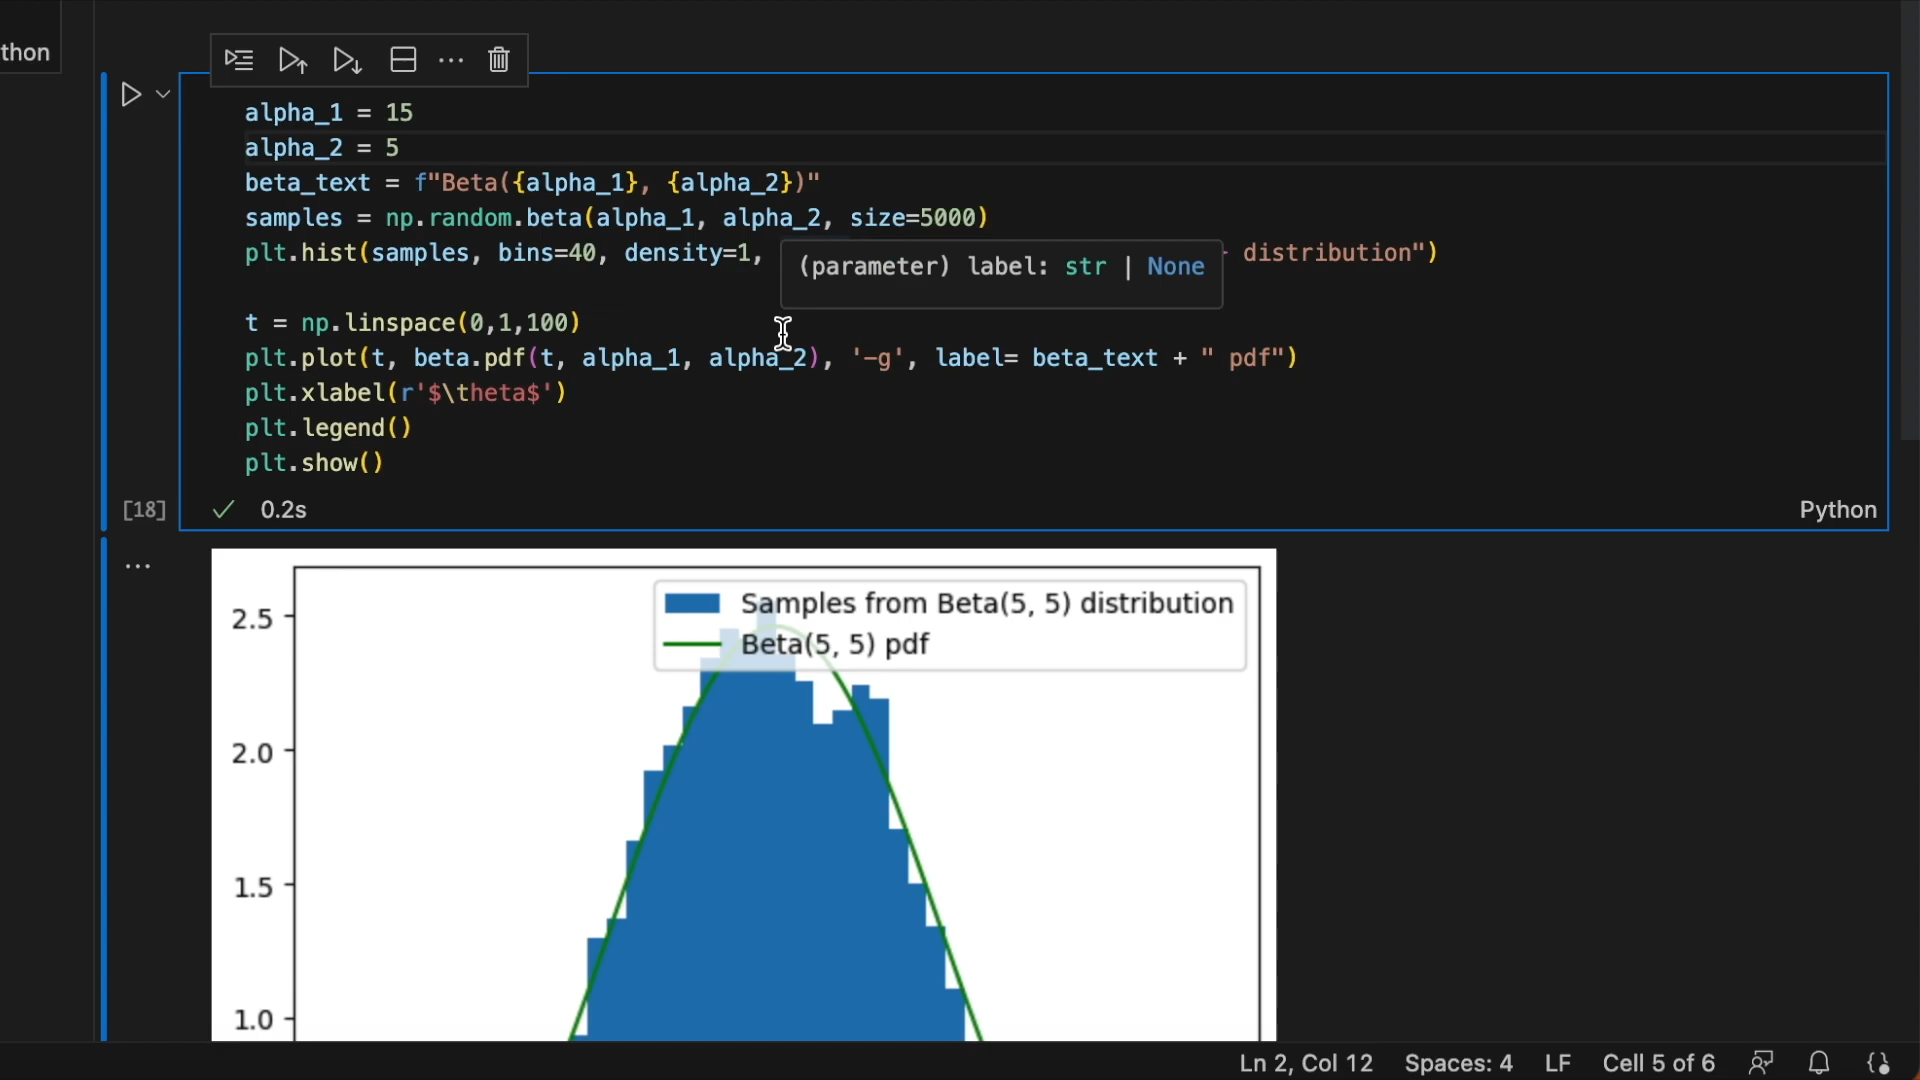 thon
alpha_1 = 15
alpha_2 = 5
beta_text = f"Beta({alpha_1}, {alpha_2})"
samples = np.random.beta(alpha_1, alpha_2, size=5000)
plt.hist(samples, bins=40, density=1, distribution")
(parameter) label: str | None
t = np.linspace(0,1,100)
plt.plot(t, beta.pdf(t, alpha_1, alpha_2), '-g', label= beta_text + " pdf")
plt.xlabel(r'$\theta$')
plt.legend()
plt.show()
[18] 0.2s Python
Samples from Beta(5, 5) distribution
Beta(5, 5) pdf
2.5
2.0
1.5
1.0
Ln 2, Col 12 Spaces: 4 LF Cell 5 of 6